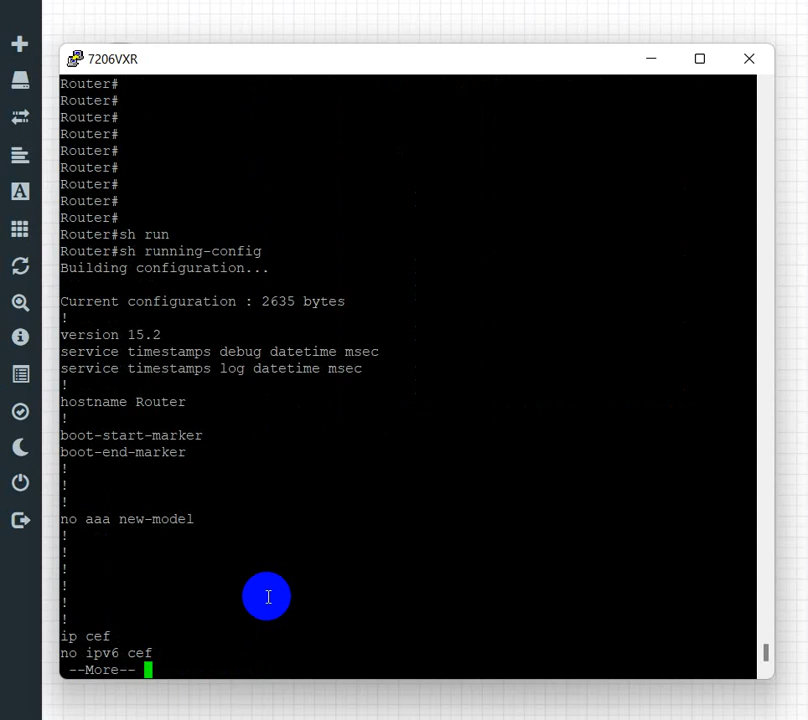 7206VXR
Router#
Router#
Router#
Router#
Router#
Router#
Router#
Router#
Router#
Router#sh run
Router#sh running-config
Building configuration...
Current configuration : 2635 bytes
!
version 15.2
service timestamps debug datetime msec
service timestamps log datetime msec
!
hostname Router
!
boot-start-marker
boot-end-marker
!
!
!
no aaa new-model
!
!
!
!
!
!
ip cef
no ipv6 cef
--More--